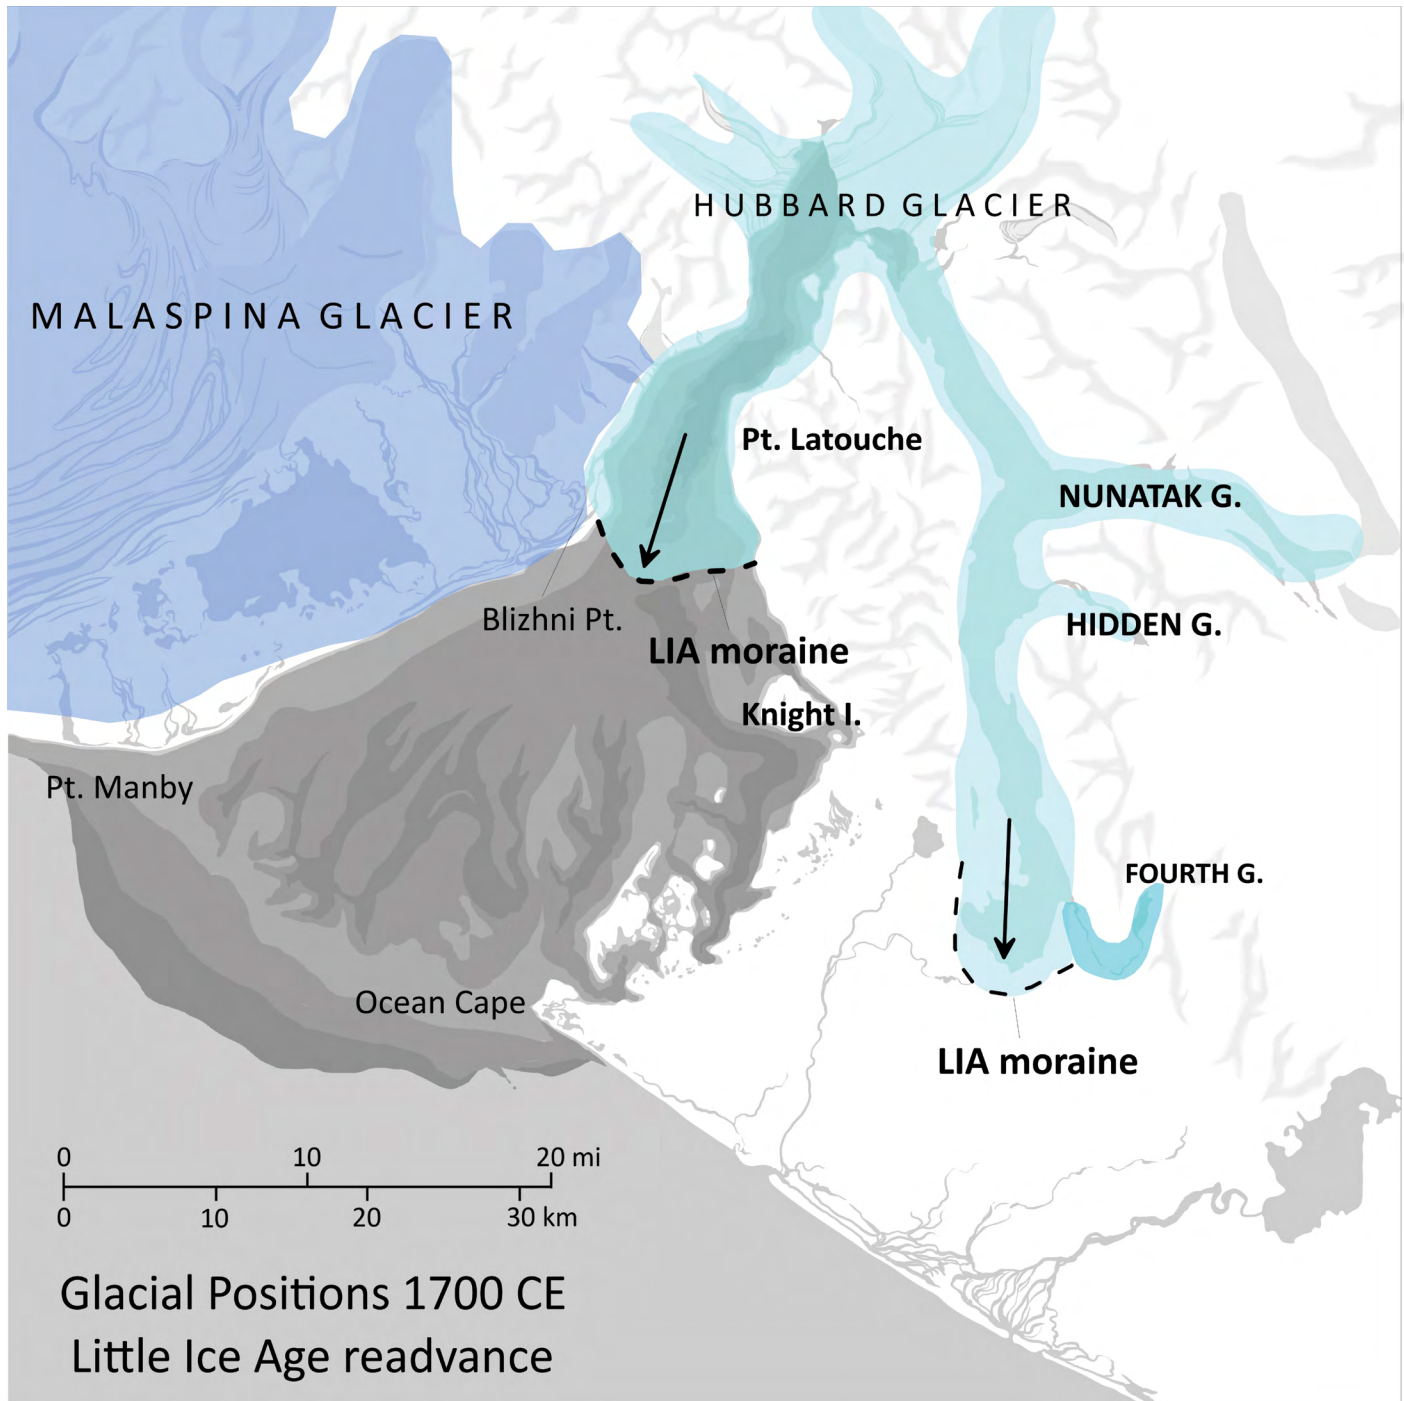 HUBBARD GLACIER
MALASPINA GLACIER
Pt. Latouche
NUNATAK G.
Blizhni Pt.
HIDDEN G.
LIA moraine
Knight I.
Pt. Manby
FOURTH G.
Ocean Cape
LIA moraine
0 10 20 mi
0 10 20 30 km
Glacial Positions 1700 CE
Little Ice Age readvance